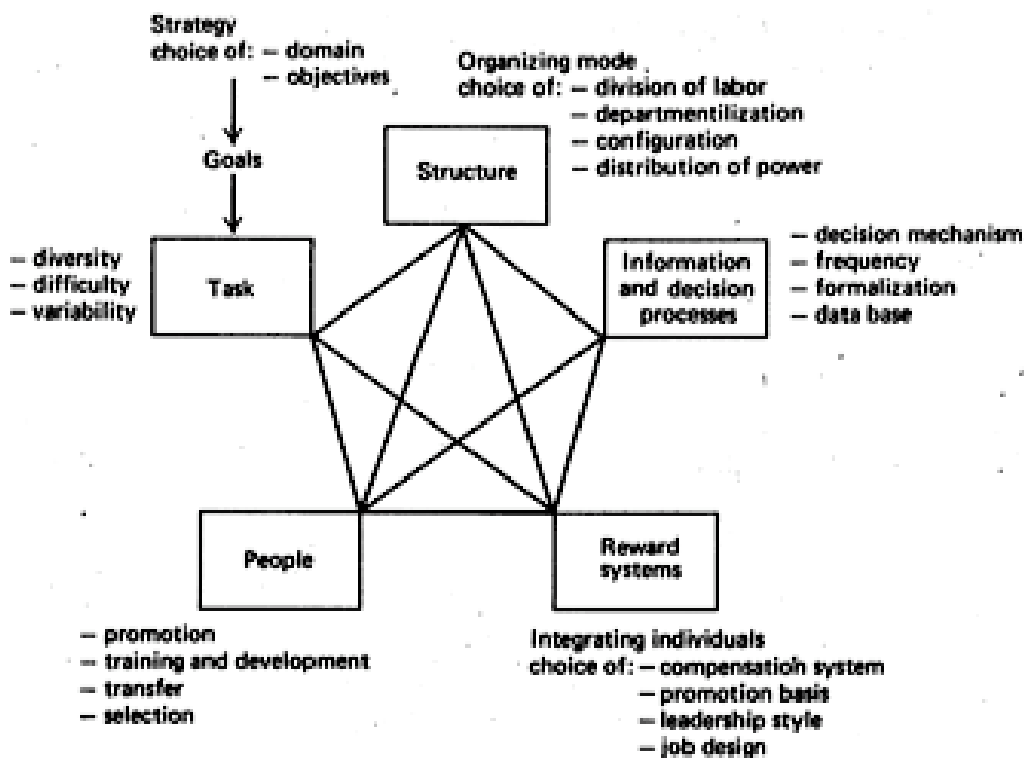 Strategy
choice of: – domain
– objectives
Goals
Organizing mode
choice of: – division of labor
– departmentilization
– configuration
– distribution of power
Structure
– diversity
– difficulty
– variability
Task
Information
and decision
processes
– decision mechanism
– frequency
– formalization
– data base
People
– promotion
– training and development
– transfer
– selection
Reward
systems
Integrating individuals
choice of: – compensation system
– promotion basis
– leadership style
– job design